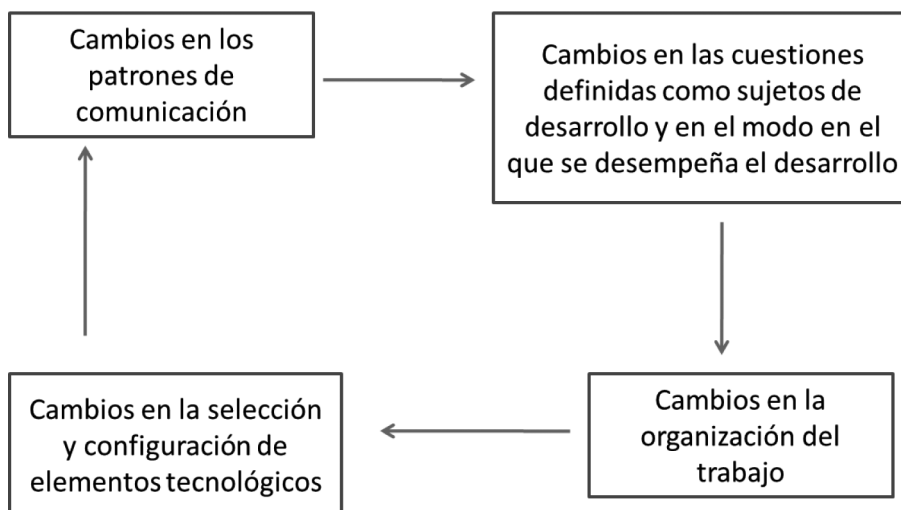 Cambios en los
patrones de
comunicación
Cambios en las cuestiones
definidas como sujetos de
desarrollo y en el modo en el
que se desempeña el desarrollo
Cambios en la
organización del
trabajo
Cambios en la selección
y configuración de
elementos tecnológicos